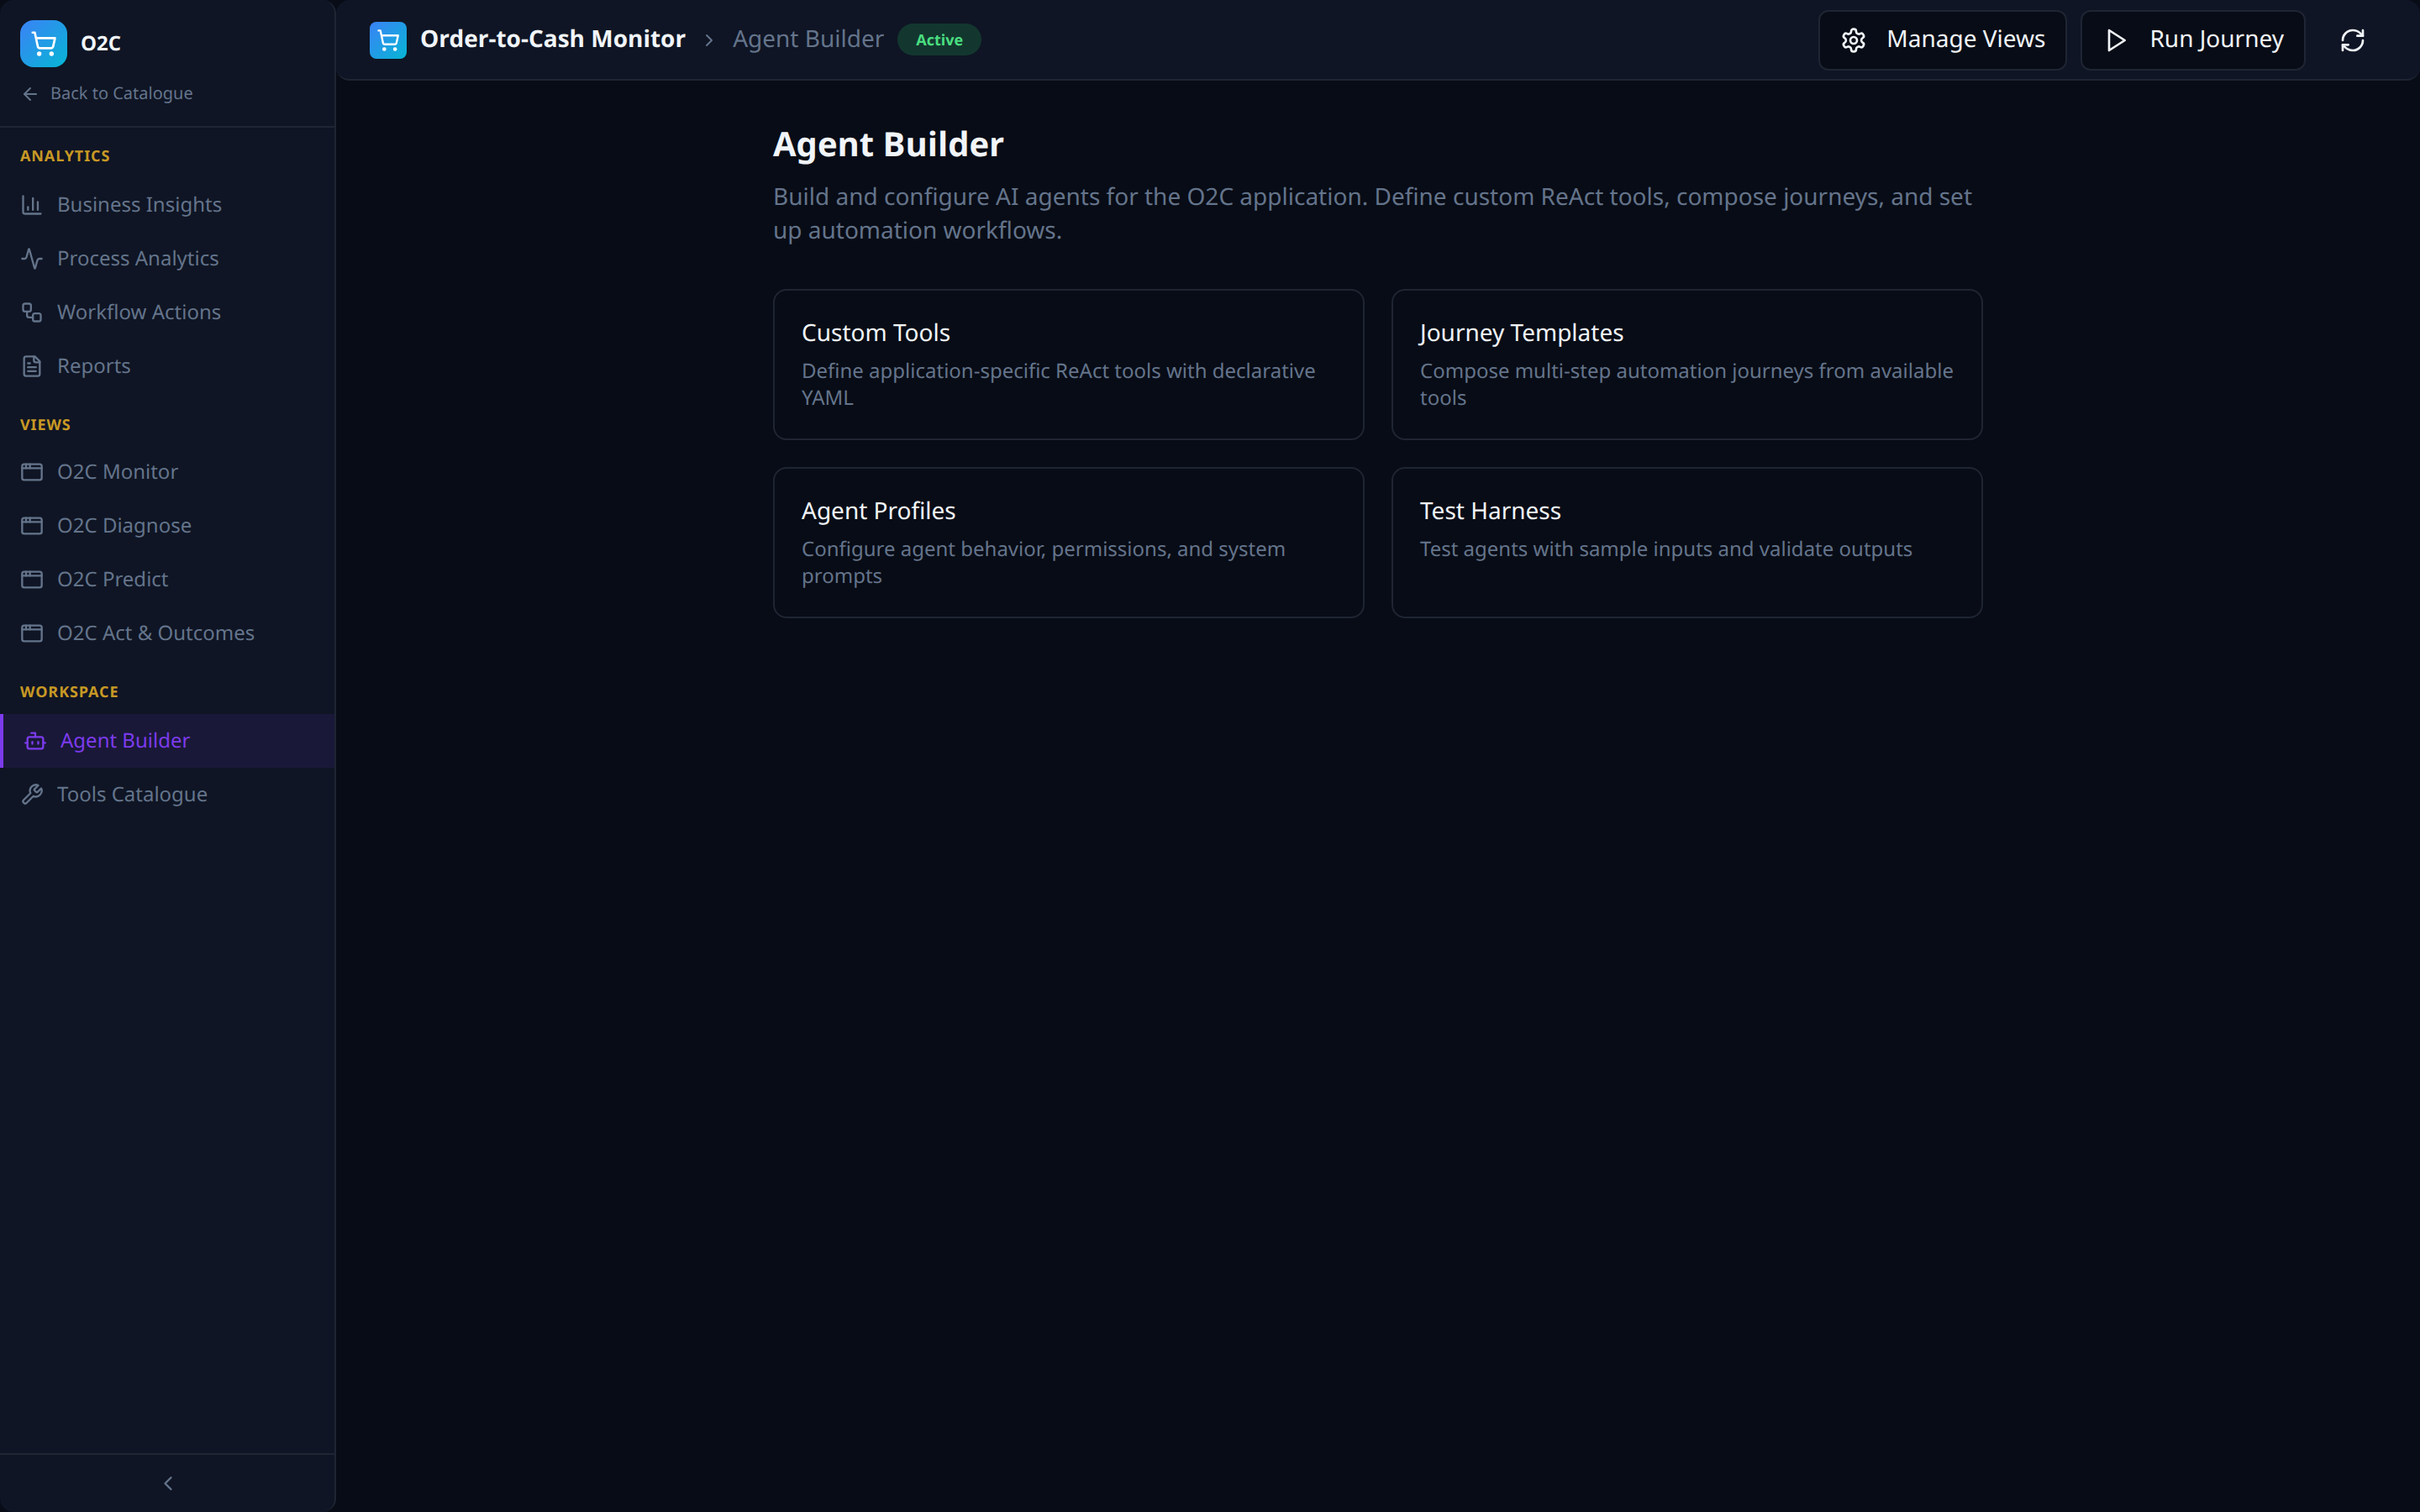 O2C
Back to Catalogue
ANALYTICS
Business Insights
Process Analytics
Workflow Actions
Reports
VIEWS
O2C Monitor
O2C Diagnose
O2C Predict
O2C Act & Outcomes
WORKSPACE
Agent Builder
Tools Catalogue
Order-to-Cash Monitor
Agent Builder
Active
Manage Views
Run Journey
Agent Builder
Build and configure AI agents for the O2C application. Define custom ReAct tools, compose journeys, and set
up automation workflows.
Custom Tools
Define application-specific ReAct tools with declarative
YAML
Journey Templates
Compose multi-step automation journeys from available
tools
Agent Profiles
Configure agent behavior, permissions, and system
prompts
Test Harness
Test agents with sample inputs and validate outputs